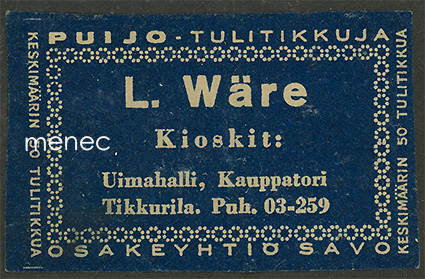 PUIJO - TULITIKKUJA
KESKIMÄÄRIN 50 TULITIKKUA
L. Wäre
Kioskit:
Uimahalli, Kauppatori
Tikkurila. Puh. 03-259
KESKIMÄÄRIN 50 TULITIKKUA
OSAKEYHTIÖ SAVO
menec